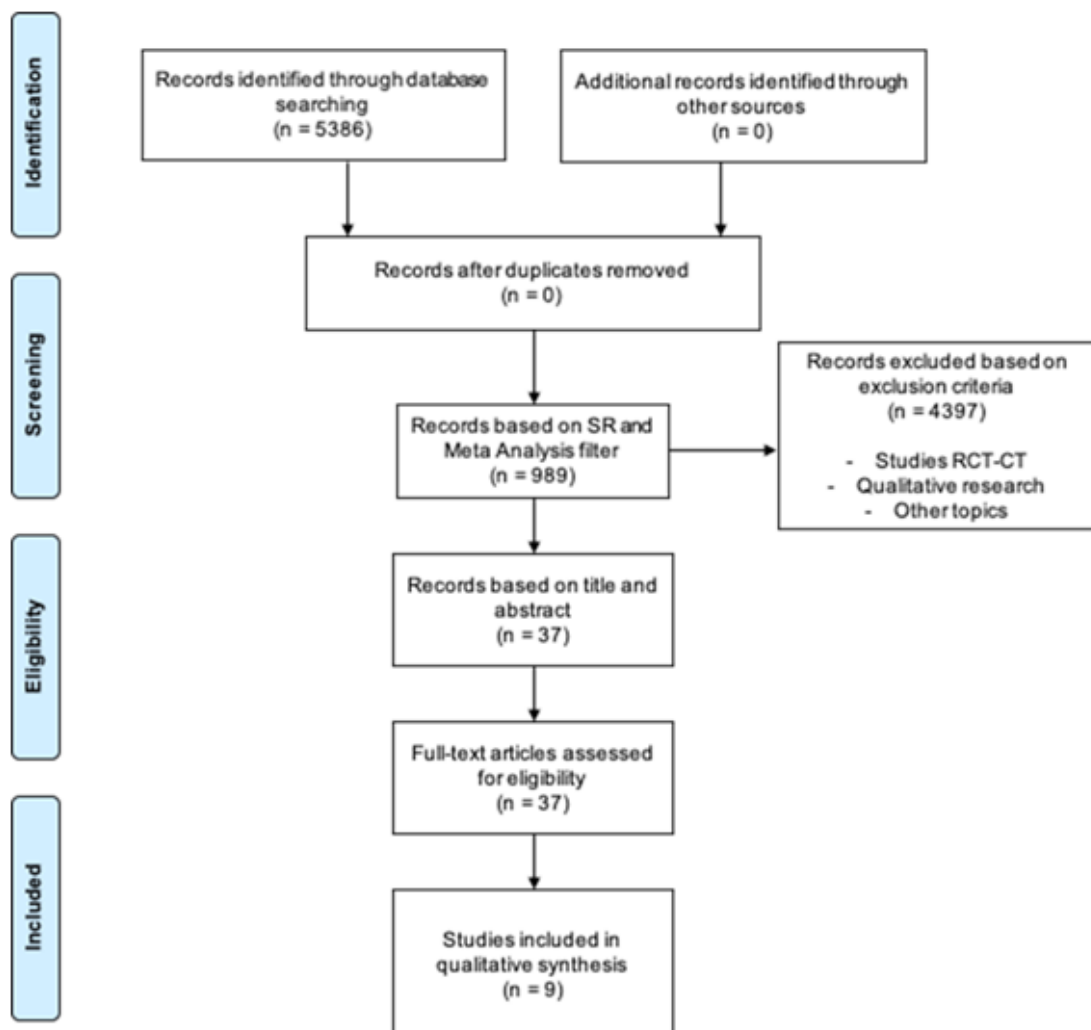 Identification
Records identified through database
searching
(n = 5386)
Additional records identified through
other sources
(n = 0)
Records after duplicates removed
(n = 0)
Screening
Records based on SR and
Meta Analysis filter
(n = 989)
Records excluded based on
exclusion criteria
(n = 4397)
- Studies RCT-CT
- Qualitative research
- Other topics
Eligibility
Records based on title and
abstract
(n = 37)
Full-text articles assessed
for eligibility
(n = 37)
Included
Studies included in
qualitative synthesis
(n = 9)